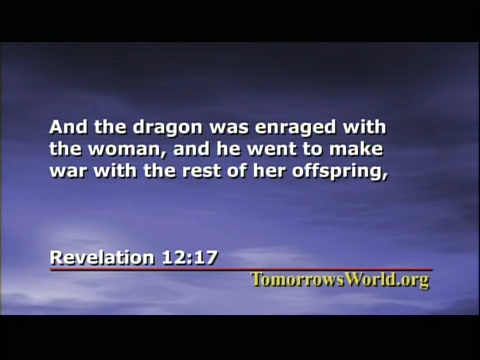 And the dragon was enraged with
the woman, and he went to make
war with the rest of her offspring,
Revelation 12:17
TomorrowsWorld.org